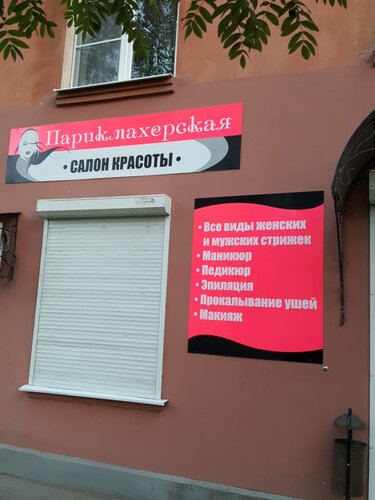 Парикмахерская
• САЛОН КРАСОТЫ •
• Все виды женских
и мужских стрижек
• Маникюр
• Педикюр
• Эпиляция
• Прокалывание ушей
• Макияж